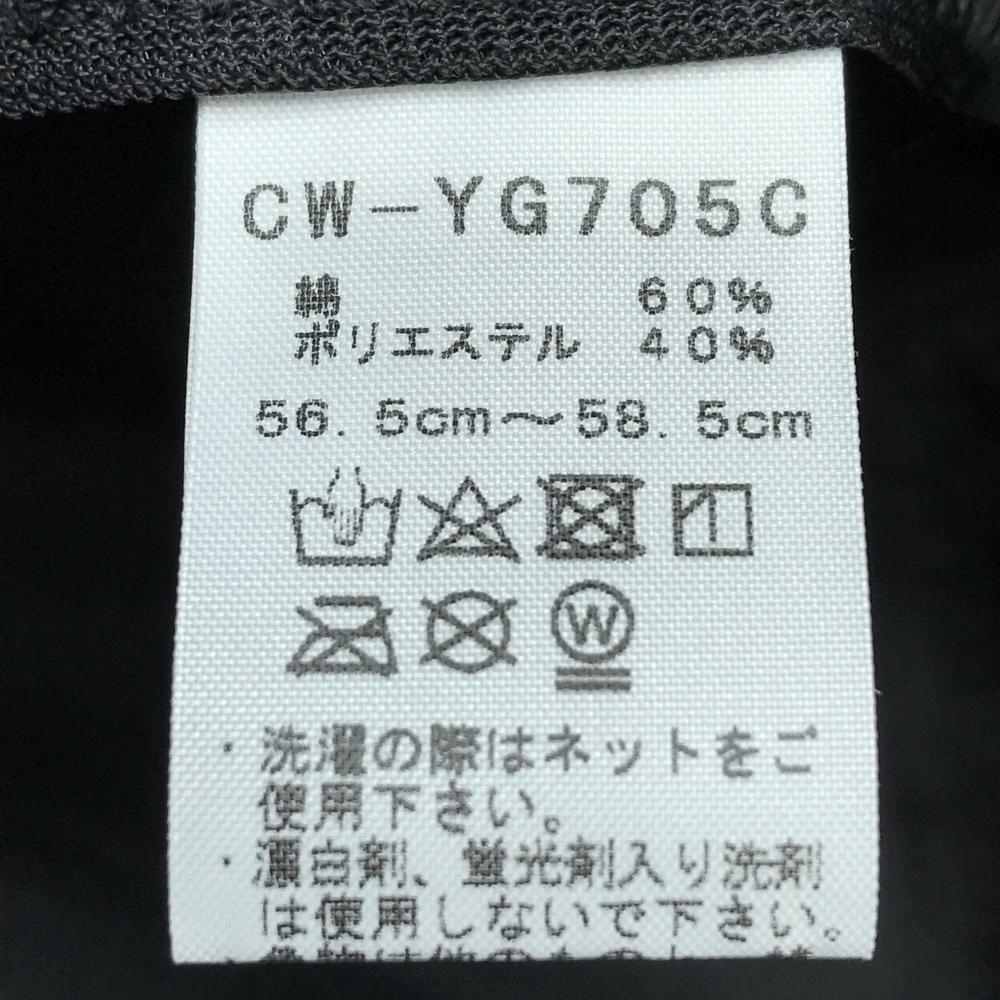 CW-YG705C
綿 60%
ポリエステル 40%
56.5cm〜58.5cm
W
・洗濯の際はネットをご
使用下さい。
・漂白剤、蛍光剤入り洗剤
は使用しないで下さい。